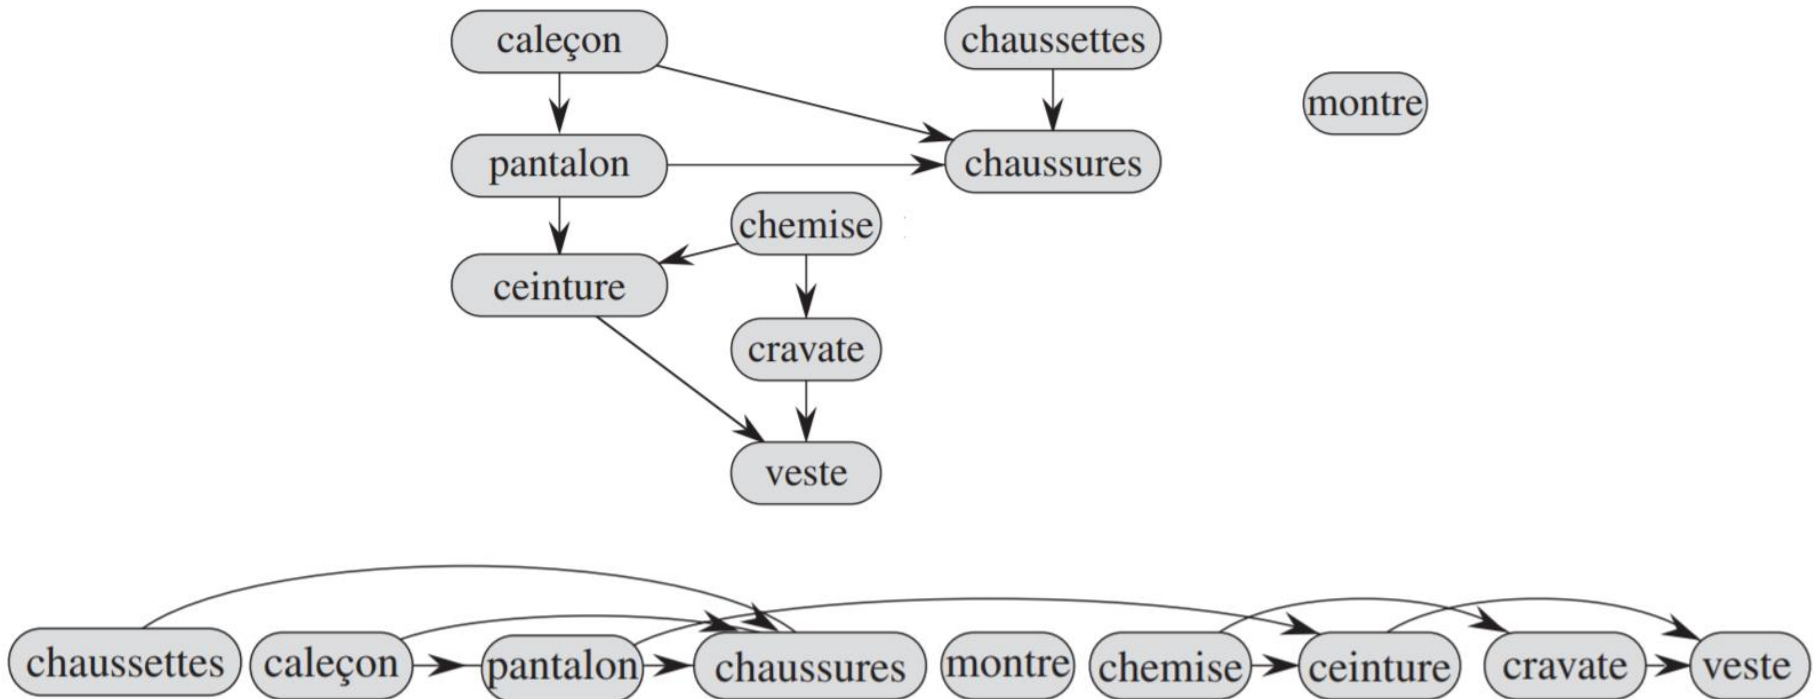 caleçon chaussettes
montre
pantalon chaussures
chemise
ceinture
cravate
veste
chaussettes caleçon pantalon chaussures montre chemise ceinture cravate veste